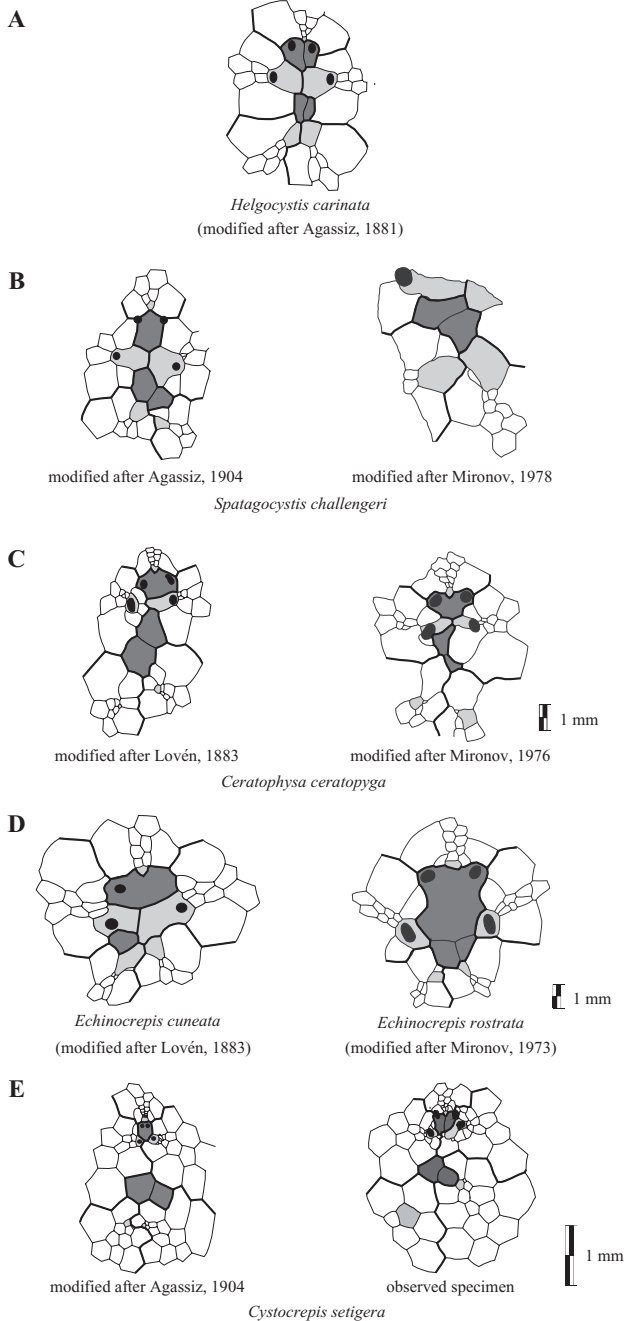 A
Helgocystis carinata
(modified after Agassiz, 1881)
B
modified after Agassiz, 1904
modified after Mironov, 1978
Spatagocystis challengeri
C
1 mm
modified after Lovén, 1883
modified after Mironov, 1976
Ceratophysa ceratopyga
D
1 mm
Echinocrepis cuneata
Echinocrepis rostrata
(modified after Lovén, 1883)
(modified after Mironov, 1973)
E
1 mm
modified after Agassiz, 1904
observed specimen
Cystocrepis setigera